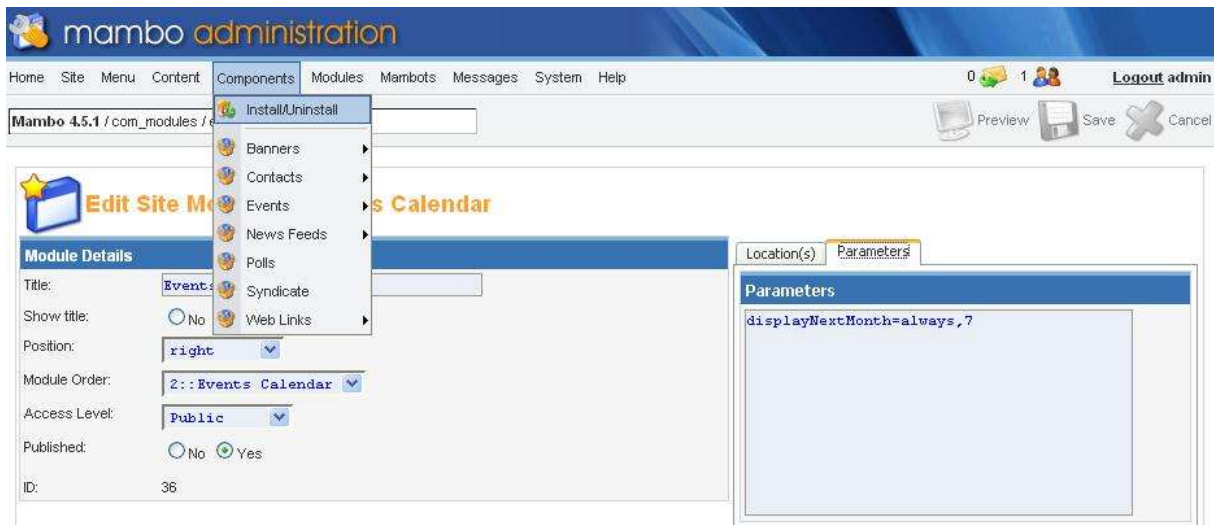 mambo administration
Home Site Menu Content Components Modules Mambots Messages System Help 0 1 Logout admin
Mambo 4.5.1 / com_modules /
Preview Save Cancel
Install/Uninstall
Banners
Contacts
Events
News Feeds
Polls
Syndicate
Web Links
Edit Site s Calendar
Module Details
Title: Events
Show title: No
Position: right
Module Order: 2::Events Calendar
Access Level: Public
Published: No Yes
ID: 36
Location(s) Parameters
Parameters
displayNextMonth=always,7